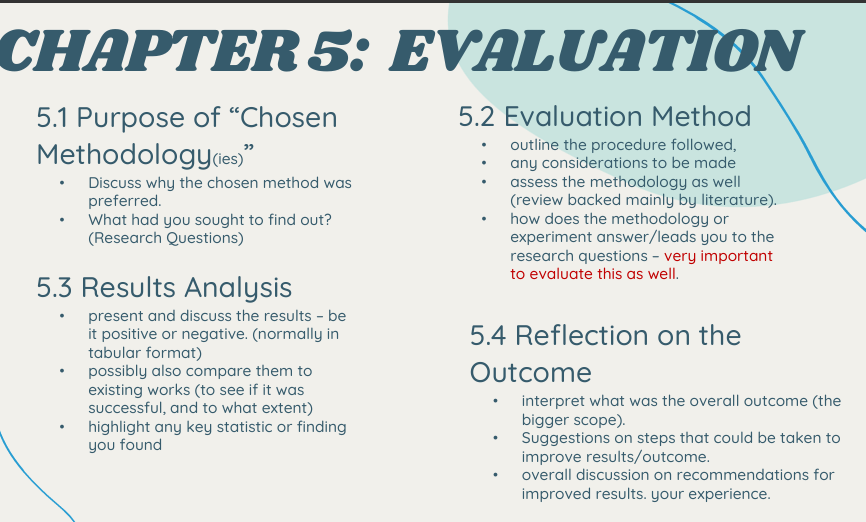 CHAPTER 5: EVALUATION
5.1 Purpose of “Chosen
Methodology(ies)”
• Discuss why the chosen method was
preferred.
• What had you sought to find out?
(Research Questions)
5.2 Evaluation Method
• outline the procedure followed,
• any considerations to be made
• assess the methodology as well
(review backed mainly by literature).
• how does the methodology or
experiment answer/leads you to the
research questions – very important
to evaluate this as well.
5.3 Results Analysis
• present and discuss the results – be
it positive or negative. (normally in
tabular format)
• possibly also compare them to
existing works (to see if it was
successful, and to what extent)
• highlight any key statistic or finding
you found
5.4 Reflection on the
Outcome
• interpret what was the overall outcome (the
bigger scope).
• Suggestions on steps that could be taken to
improve results/outcome.
• overall discussion on recommendations for
improved results. your experience.